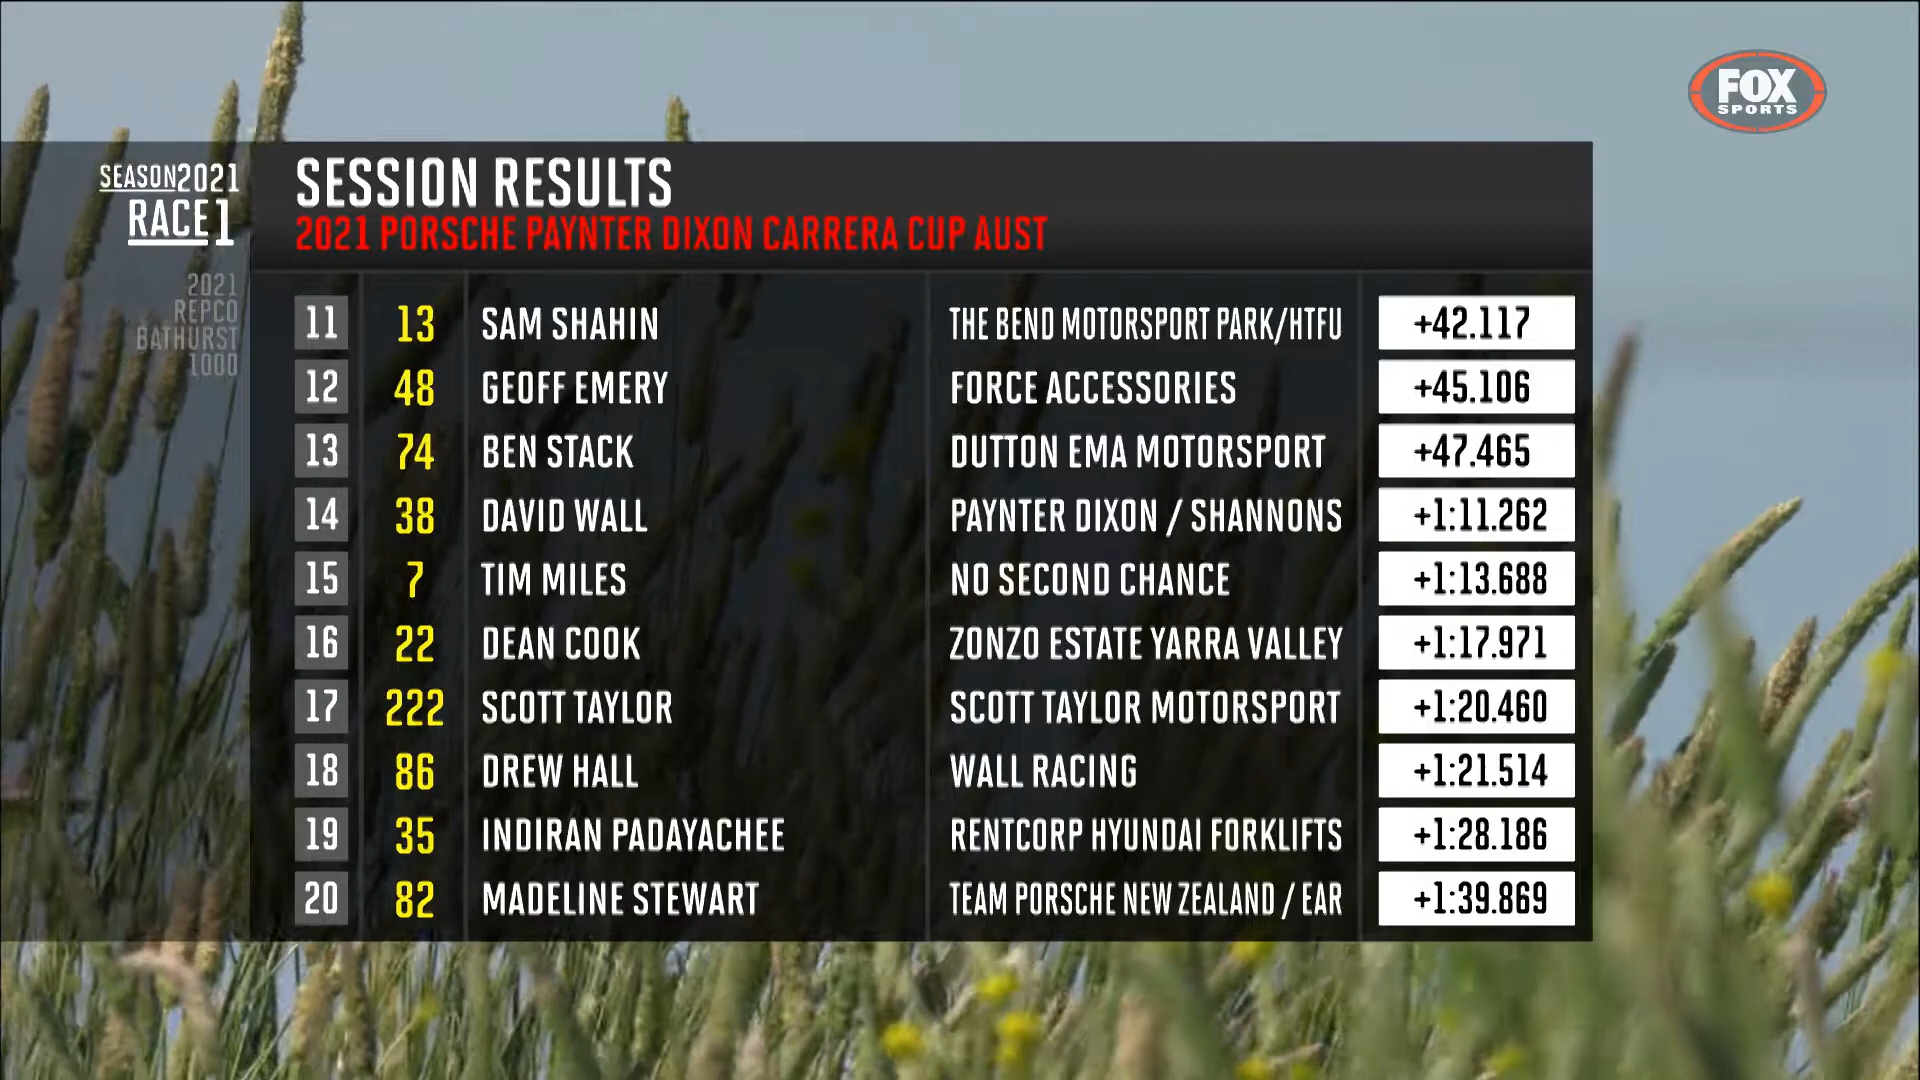 FOX
SPORTS
SEASON2021
RACE1
2021
REPCO
BATHURST
1000
SESSION RESULTS
2021 PORSCHE PAYNTER DIXON CARRERA CUP AUST
11 13 SAM SHAHIN THE BEND MOTORSPORT PARK/HTFU +42.117
12 48 GEOFF EMERY FORCE ACCESSORIES +45.106
13 74 BEN STACK DUTTON EMA MOTORSPORT +47.465
14 38 DAVID WALL PAYNTER DIXON / SHANNONS +1:11.262
15 7 TIM MILES NO SECOND CHANCE +1:13.688
16 22 DEAN COOK ZONZO ESTATE YARRA VALLEY +1:17.971
17 222 SCOTT TAYLOR SCOTT TAYLOR MOTORSPORT +1:20.460
18 86 DREW HALL WALL RACING +1:21.514
19 35 INDIRAN PADAYACHEE RENTCORP HYUNDAI FORKLIFTS +1:28.186
20 82 MADELINE STEWART TEAM PORSCHE NEW ZEALAND / EAR +1:39.869